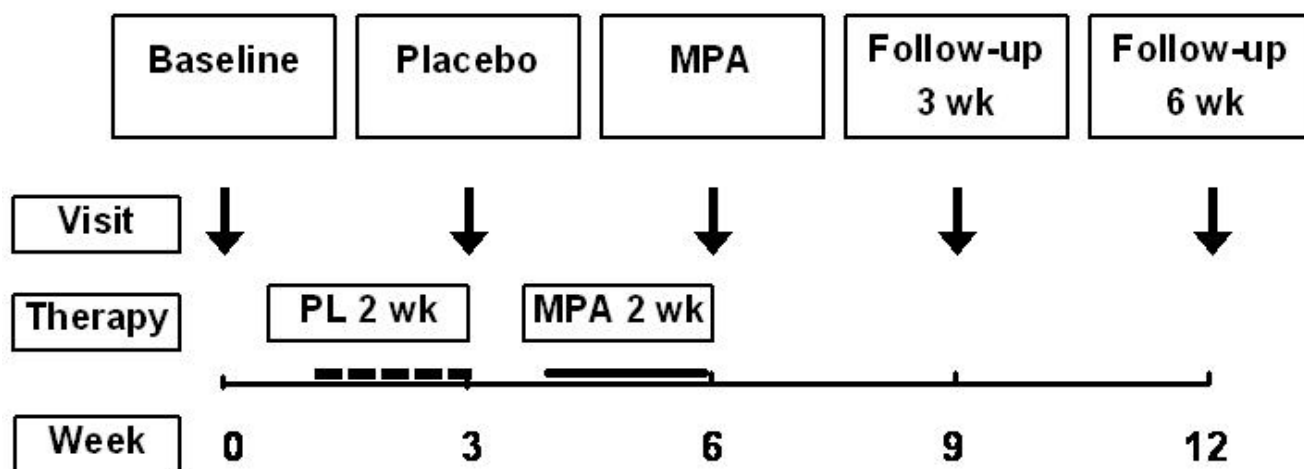 Baseline
Placebo
MPA
Follow-up
3 wk
Follow-up
6 wk
Visit
Therapy
PL 2 wk
MPA 2 wk
Week
0
3
6
9
12